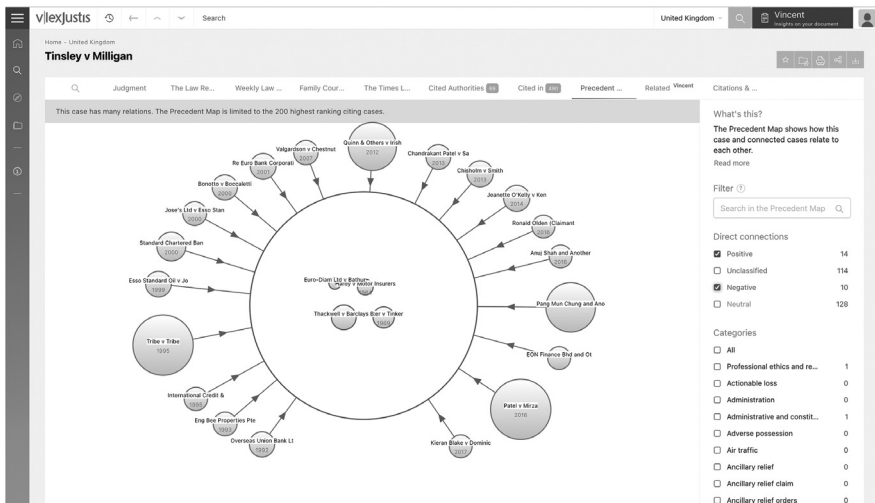 vlexJustis
Search
United Kingdom
Vincent
Insights on your document
Home – United Kingdom
Tinsley v Milligan
Judgment
The Law Re...
Weekly Law ...
Family Cour...
The Times L...
Cited Authorities
Cited in 490
Precedent ...
Related Vincent
Citations & ...
This case has many relations. The Precedent Map is limited to the 200 highest ranking citing cases.
Quinn & Others v Irish
2012
Valgardson v Chestnut
2007
Chandrakant Patel v Sa
2013
Re Euro Bank Corporati
2001
Chisholm v Smith
2013
Bonotto v Boccaletti
2000
Jeanette O'Kelly v Ken
2014
Jose's Ltd v Esso Stan
2000
Ronald Olden (Claimant
2015
Standard Chartered Ban
2000
Anuj Shah and Another
2016
Esso Standard Oil v Jo
1999
Euro-Diam Ltd v Bathur
Hardy v Motor Insurers
Pang Mun Chung and Ano
Thackwell v Barclays B
er v Tinker
1969
Tribe v Tribe
1995
EON Finance Bhd and Ot
International Credit &
1995
Patel v Mirza
2016
Eng Bee Properties Pte
1993
Overseas Union Bank Lt
1992
Kieran Blake v Dominic
2017
What's this?
The Precedent Map shows how this
case and connected cases relate to
each other.
Read more
Filter ?
Search in the Precedent Map
Direct connections
Positive 14
Unclassified 114
Negative 10
Neutral 128
Categories
All
Professional ethics and re... 1
Actionable loss 0
Administration 0
Administrative and constit... 1
Adverse possession 0
Air traffic 0
Ancillary relief 0
Ancillary relief claim 0
Ancillary relief orders 0